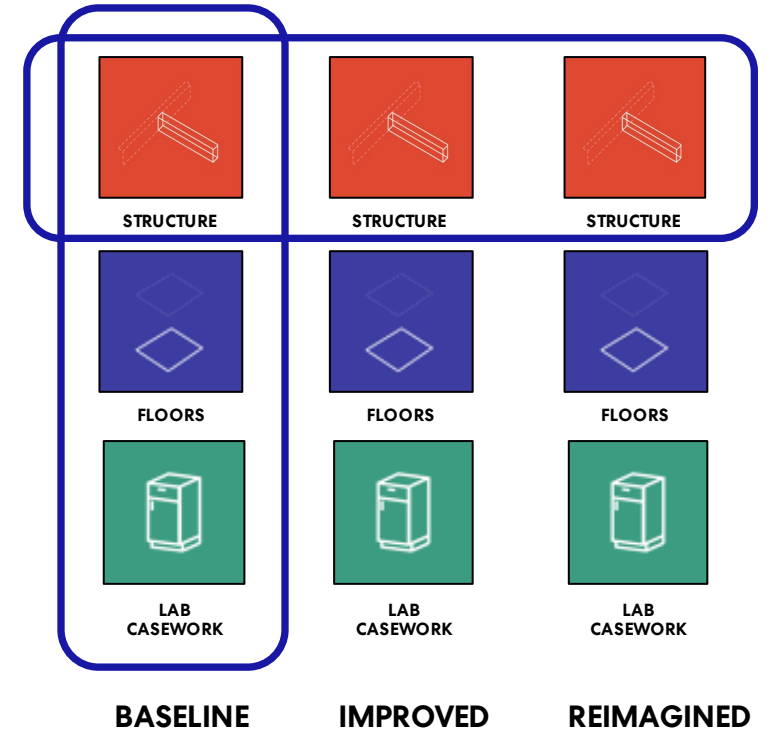 STRUCTURE STRUCTURE STRUCTURE
FLOORS FLOORS FLOORS
LAB LAB LAB
CASEWORK CASEWORK CASEWORK
BASELINE IMPROVED REIMAGINED